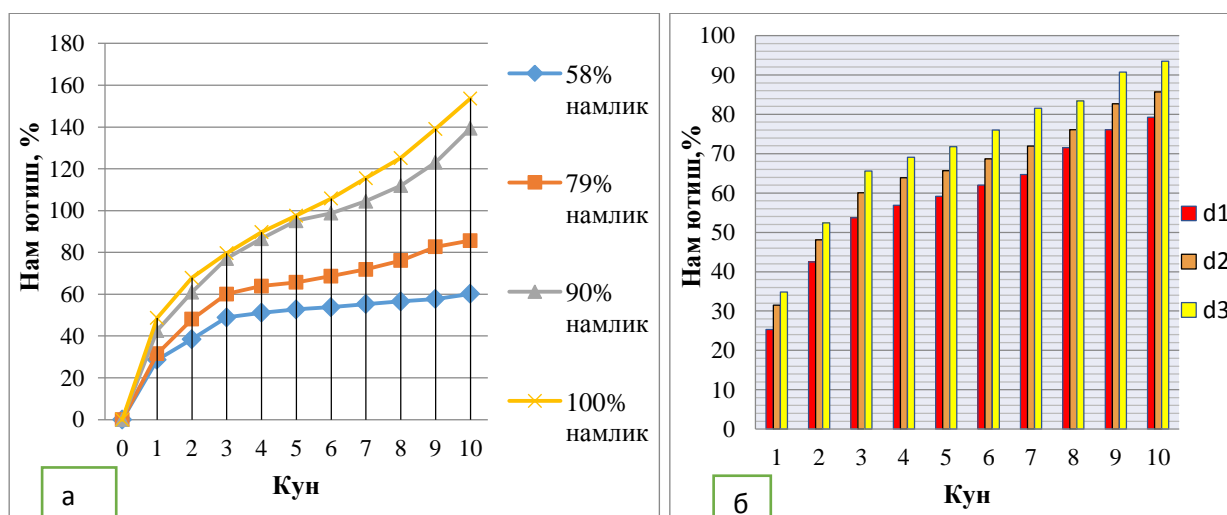 Нам ютиш, %
180
160
140
120
100
80
60
40
20
0
0 1 2 3 4 5 6 7 8 9 10
Кун
58%
намлик
79%
намлик
90%
намлик
100%
намлик
а
Нам ютиш,%
100
90
80
70
60
50
40
30
20
10
0
1 2 3 4 5 6 7 8 9 10
Кун
d1
d2
d3
б